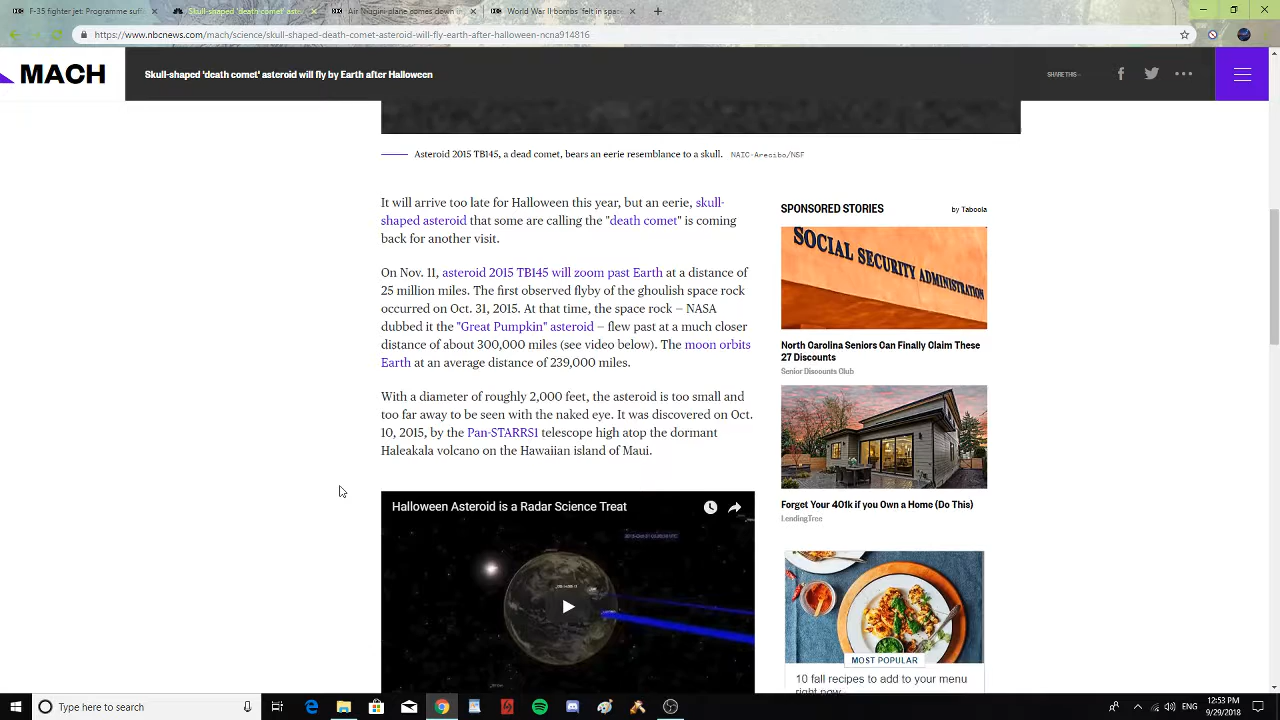 F-35 fighter jet: Program suff
Skull-shaped 'death comet' aste
Air Niugini plane comes down i
World War II bombs 'felt in space
https://www.nbcnews.com/mach/science/skull-shaped-death-comet-asteroid-will-fly-earth-after-halloween-ncna914816
MACH
Skull-shaped 'death comet' asteroid will fly by Earth after Halloween
SHARE THIS –
Asteroid 2015 TB145, a dead comet, bears an eerie resemblance to a skull. NAIC-Arecibo/NSF
It will arrive too late for Halloween this year, but an eerie, skull-
shaped asteroid that some are calling the "death comet" is coming
back for another visit.
On Nov. 11, asteroid 2015 TB145 will zoom past Earth at a distance of
25 million miles. The first observed flyby of the ghoulish space rock
occurred on Oct. 31, 2015. At that time, the space rock — NASA
dubbed it the "Great Pumpkin" asteroid — flew past at a much closer
distance of about 300,000 miles (see video below). The moon orbits
Earth at an average distance of 239,000 miles.
With a diameter of roughly 2,000 feet, the asteroid is too small and
too far away to be seen with the naked eye. It was discovered on Oct.
10, 2015, by the Pan-STARRS1 telescope high atop the dormant
Haleakala volcano on the Hawaiian island of Maui.
Halloween Asteroid is a Radar Science Treat
SPONSORED STORIES
by Taboola
SOCIAL SECURITY ADMINISTRATION
North Carolina Seniors Can Finally Claim These
27 Discounts
Senior Discounts Club
Forget Your 401k if you Own a Home (Do This)
LendingTree
MOST POPULAR
10 fall recipes to add to your menu
right now
Type here to search
ENG
12:53 PM
9/29/2018